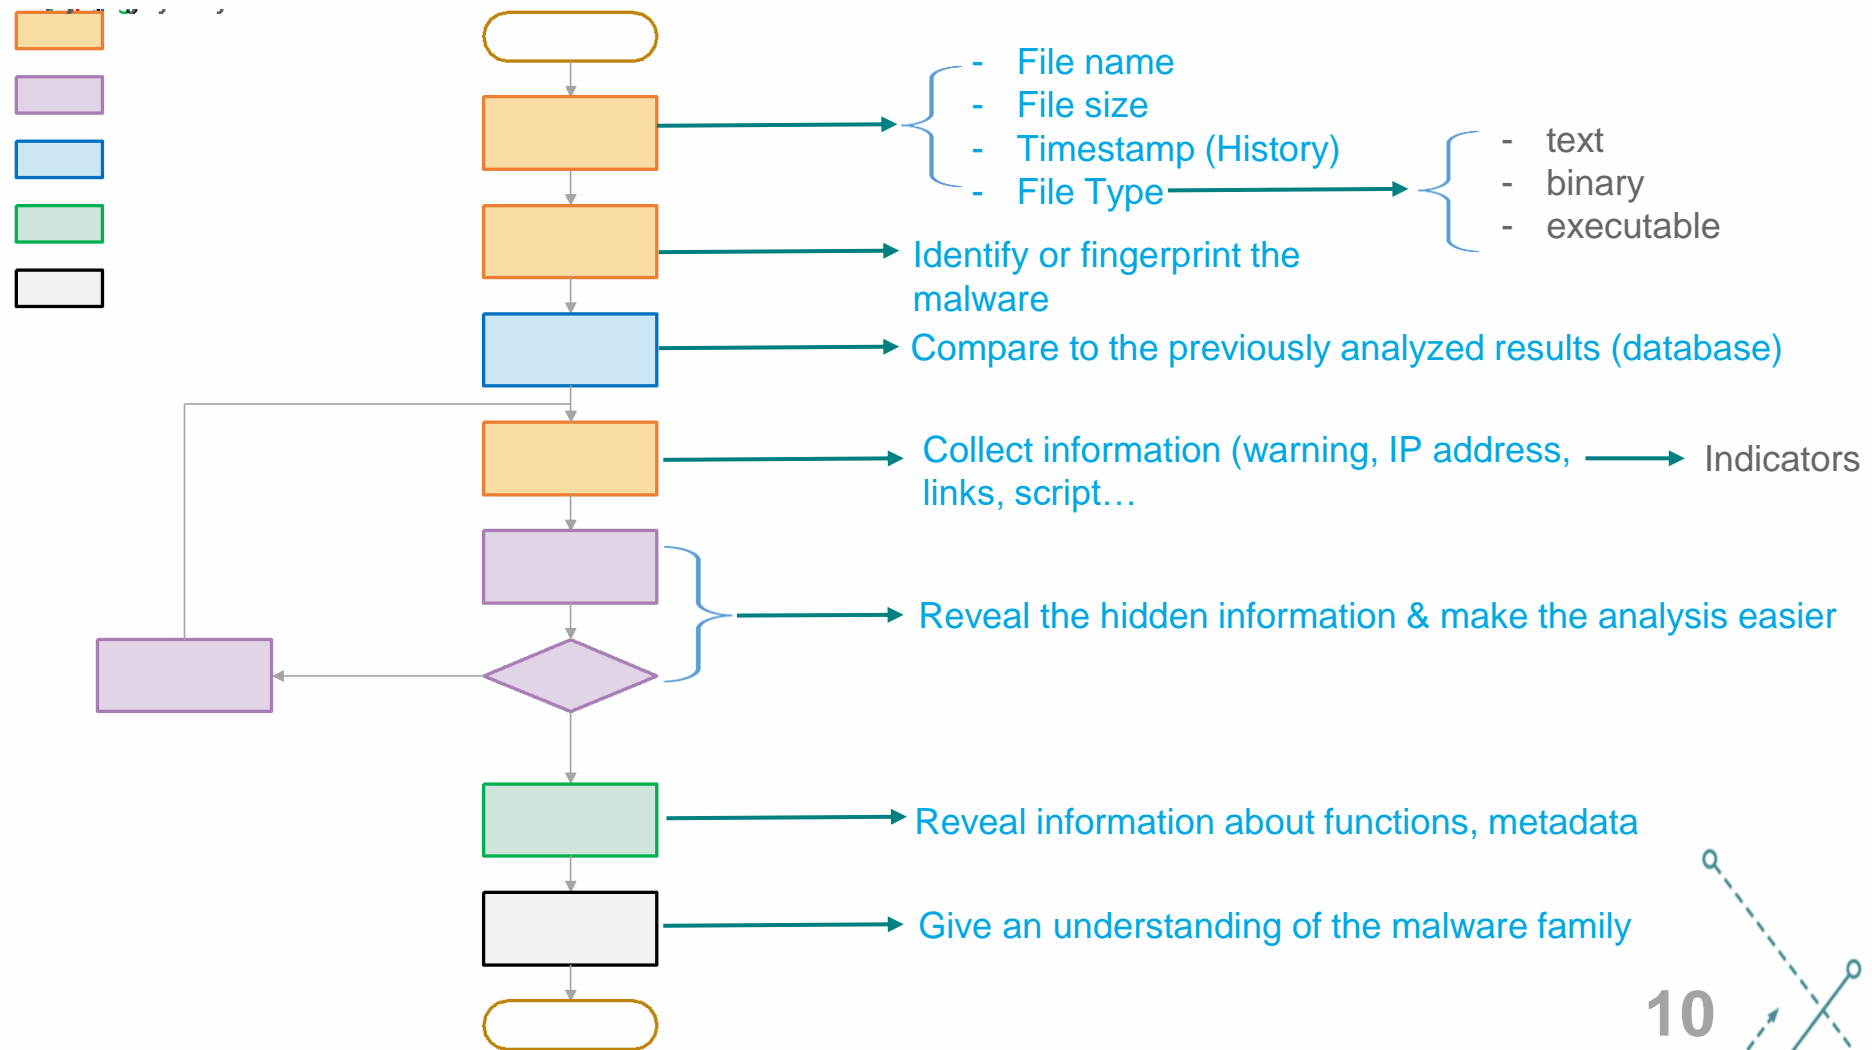 - File name
- File size
- Timestamp (History)
- File Type
- text
- binary
- executable
Identify or fingerprint the
malware
Compare to the previously analyzed results (database)
Collect information (warning, IP address,
links, script…
Indicators
Reveal the hidden information & make the analysis easier
Reveal information about functions, metadata
Give an understanding of the malware family
10